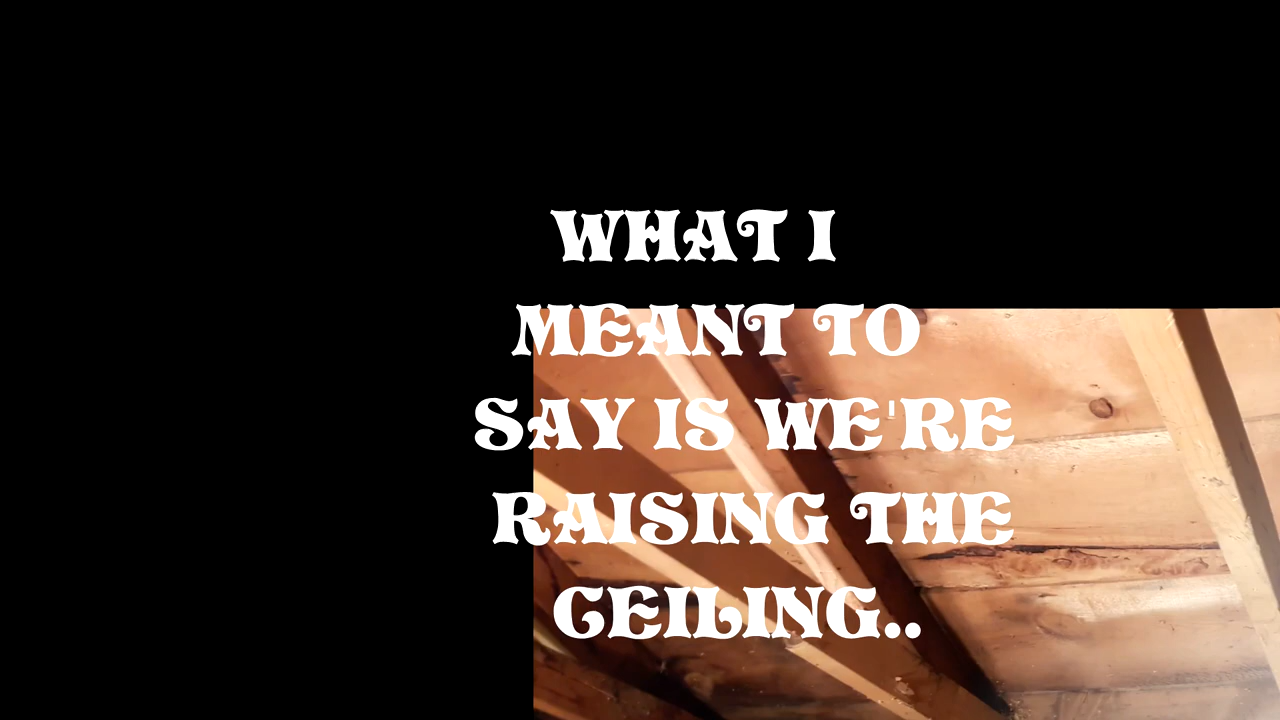 WHAT I
MEANT TO
SAY IS WE'RE
RAISING THE
CEILING..